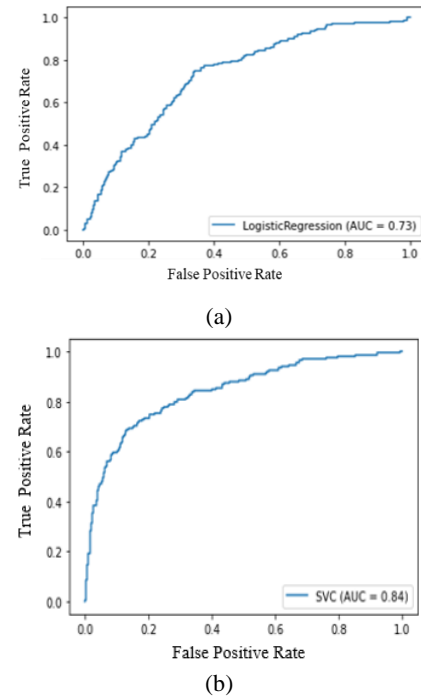 1.0
0.8
0.6
0.4
0.2
0.0
True Positive Rate
LogisticRegression (AUC = 0.73)
0.0 0.2 0.4 0.6 0.8 1.0
False Positive Rate
(a)
1.0
0.8
0.6
0.4
0.2
0.0
True Positive Rate
SVC (AUC = 0.84)
0.0 0.2 0.4 0.6 0.8 1.0
False Positive Rate
(b)